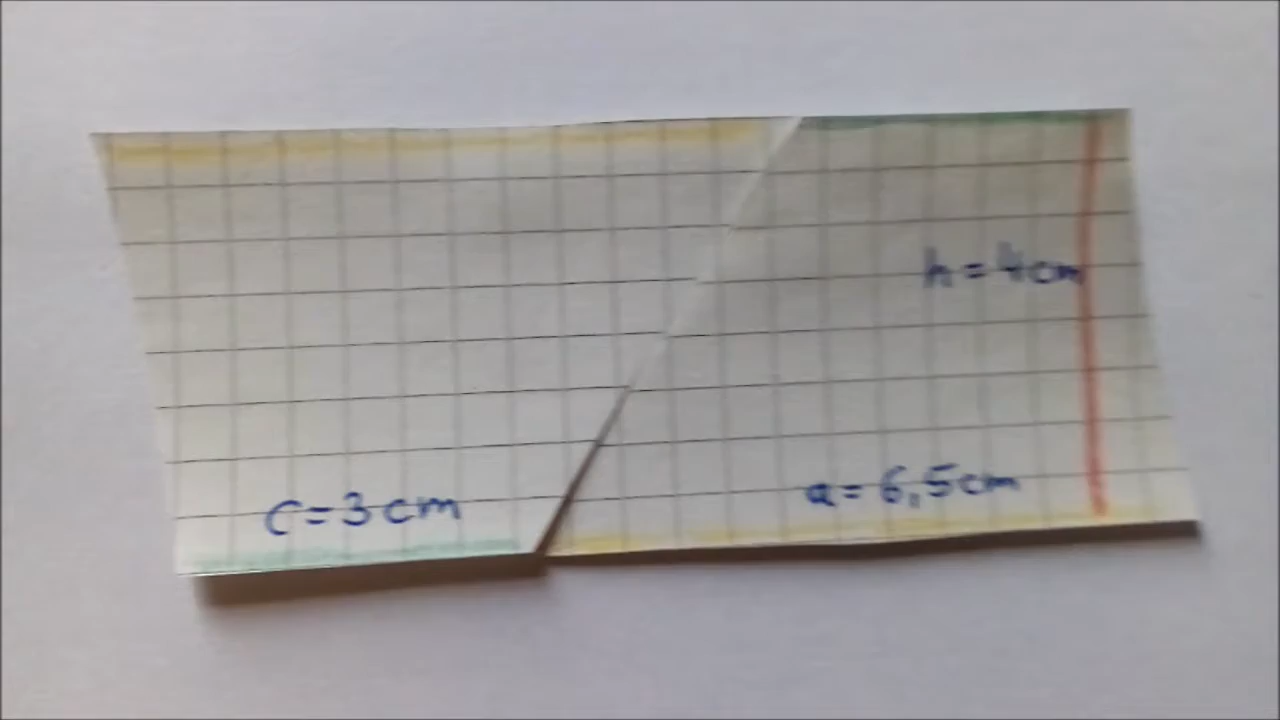 h = 4cm
a = 6,5cm
c = 3cm